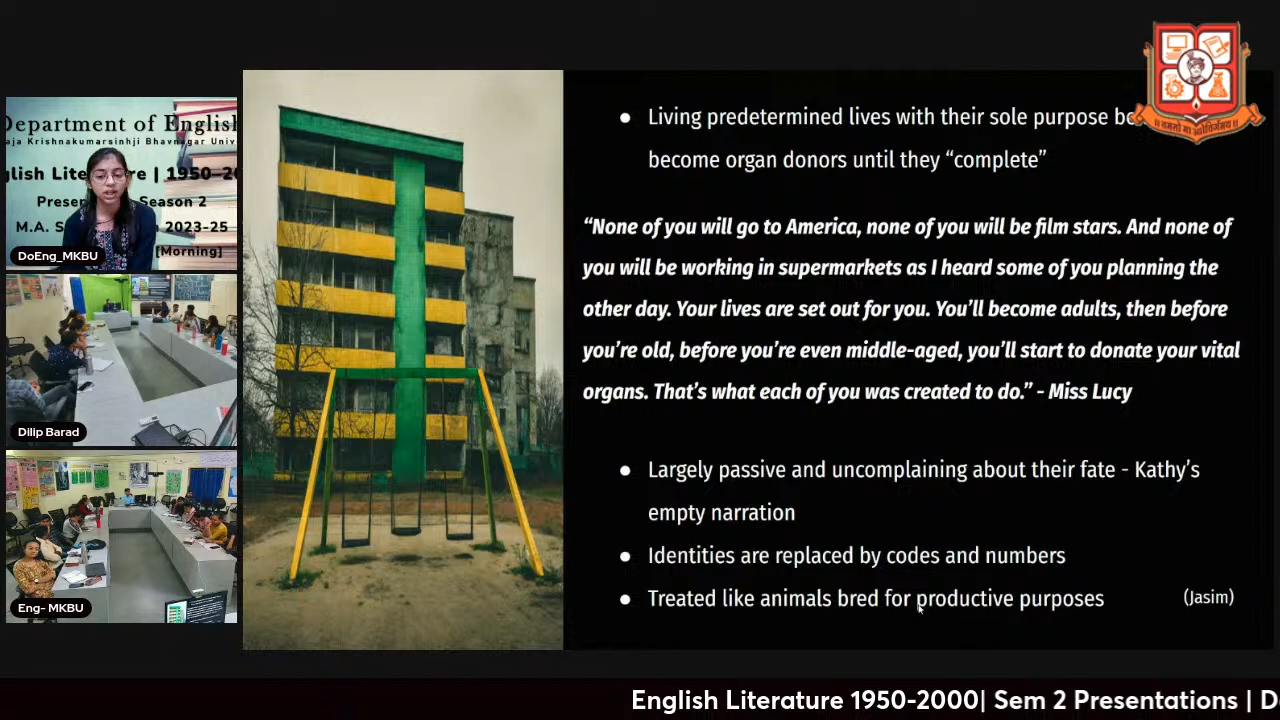 Department of English
aja Krishnakumarsinhji Bhavnagar Univ
glish Lite re | 1950-20
Presen Season 2
M.A. S 2023-25
[Morning]
DoEng_MKBU
Dilip Barad
Eng- MKBU
● Living predetermined lives with their sole purpose be
become organ donors until they “complete”
“None of you will go to America, none of you will be film stars. And none of
you will be working in supermarkets as I heard some of you planning the
other day. Your lives are set out for you. You’ll become adults, then before
you’re old, before you’re even middle-aged, you’ll start to donate your vital
organs. That’s what each of you was created to do.” - Miss Lucy
● Largely passive and uncomplaining about their fate - Kathy’s
empty narration
● Identities are replaced by codes and numbers
● Treated like animals bred for productive purposes (Jasim)
English Literature 1950-2000| Sem 2 Presentations | D